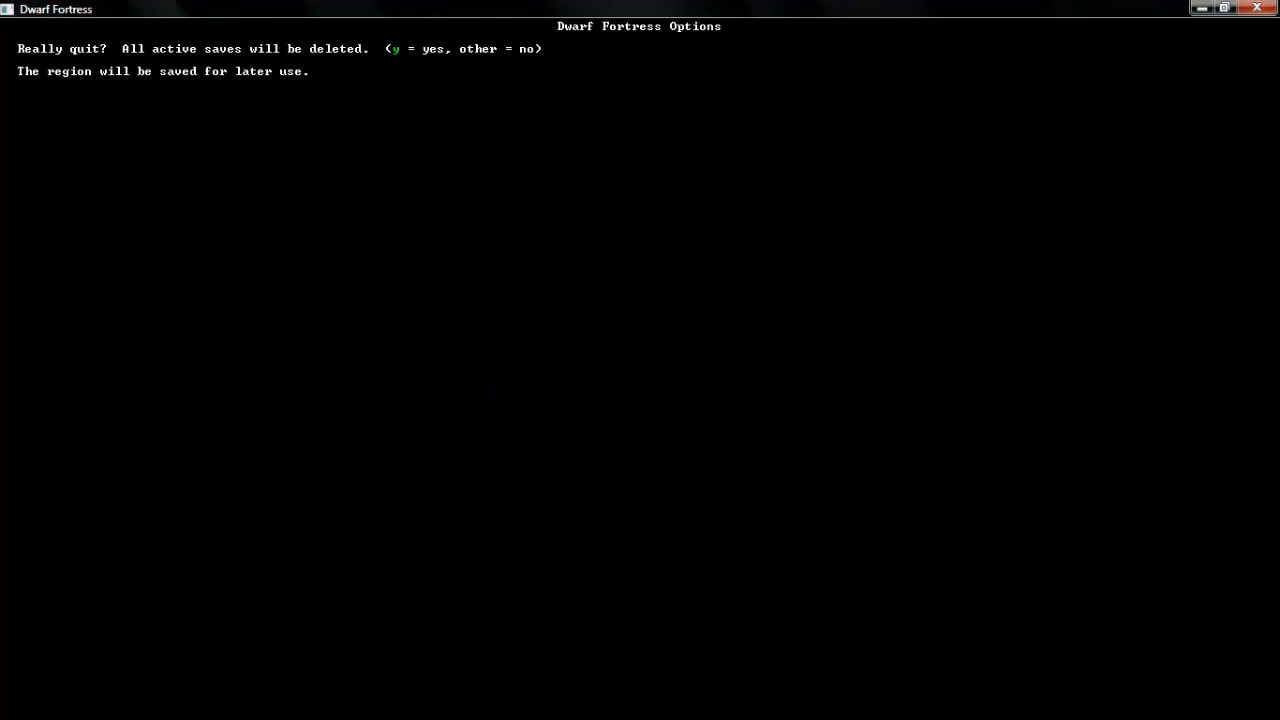 Dwarf Fortress
Dwarf Fortress Options
Really quit?  All active saves will be deleted.  (y = yes, other = no)
The region will be saved for later use.